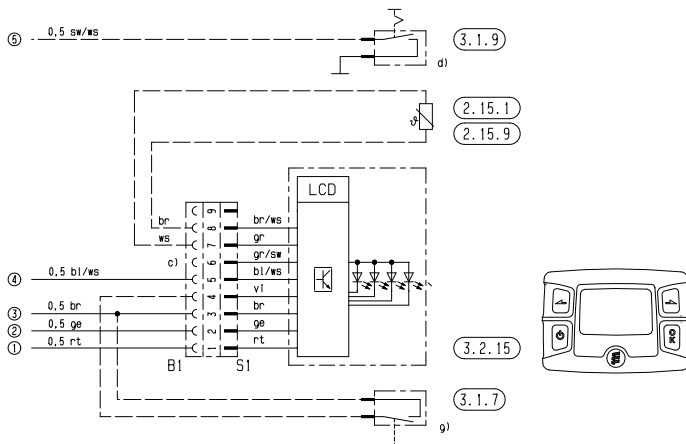 5 0,5 sw/ws 3.1.9
d)
2.15.1
2.15.9
LCD
9
br 8 br/ws
ws 7 gr
c) 6 gr/sw
4 0,5 bl/ws 5 bl/ws
4 vi
3 0,5 br 3 br
2 0,5 ge 2 ge
1 0,5 rt 1 rt
B1 S1
3.2.15
OK
3.1.7
g)